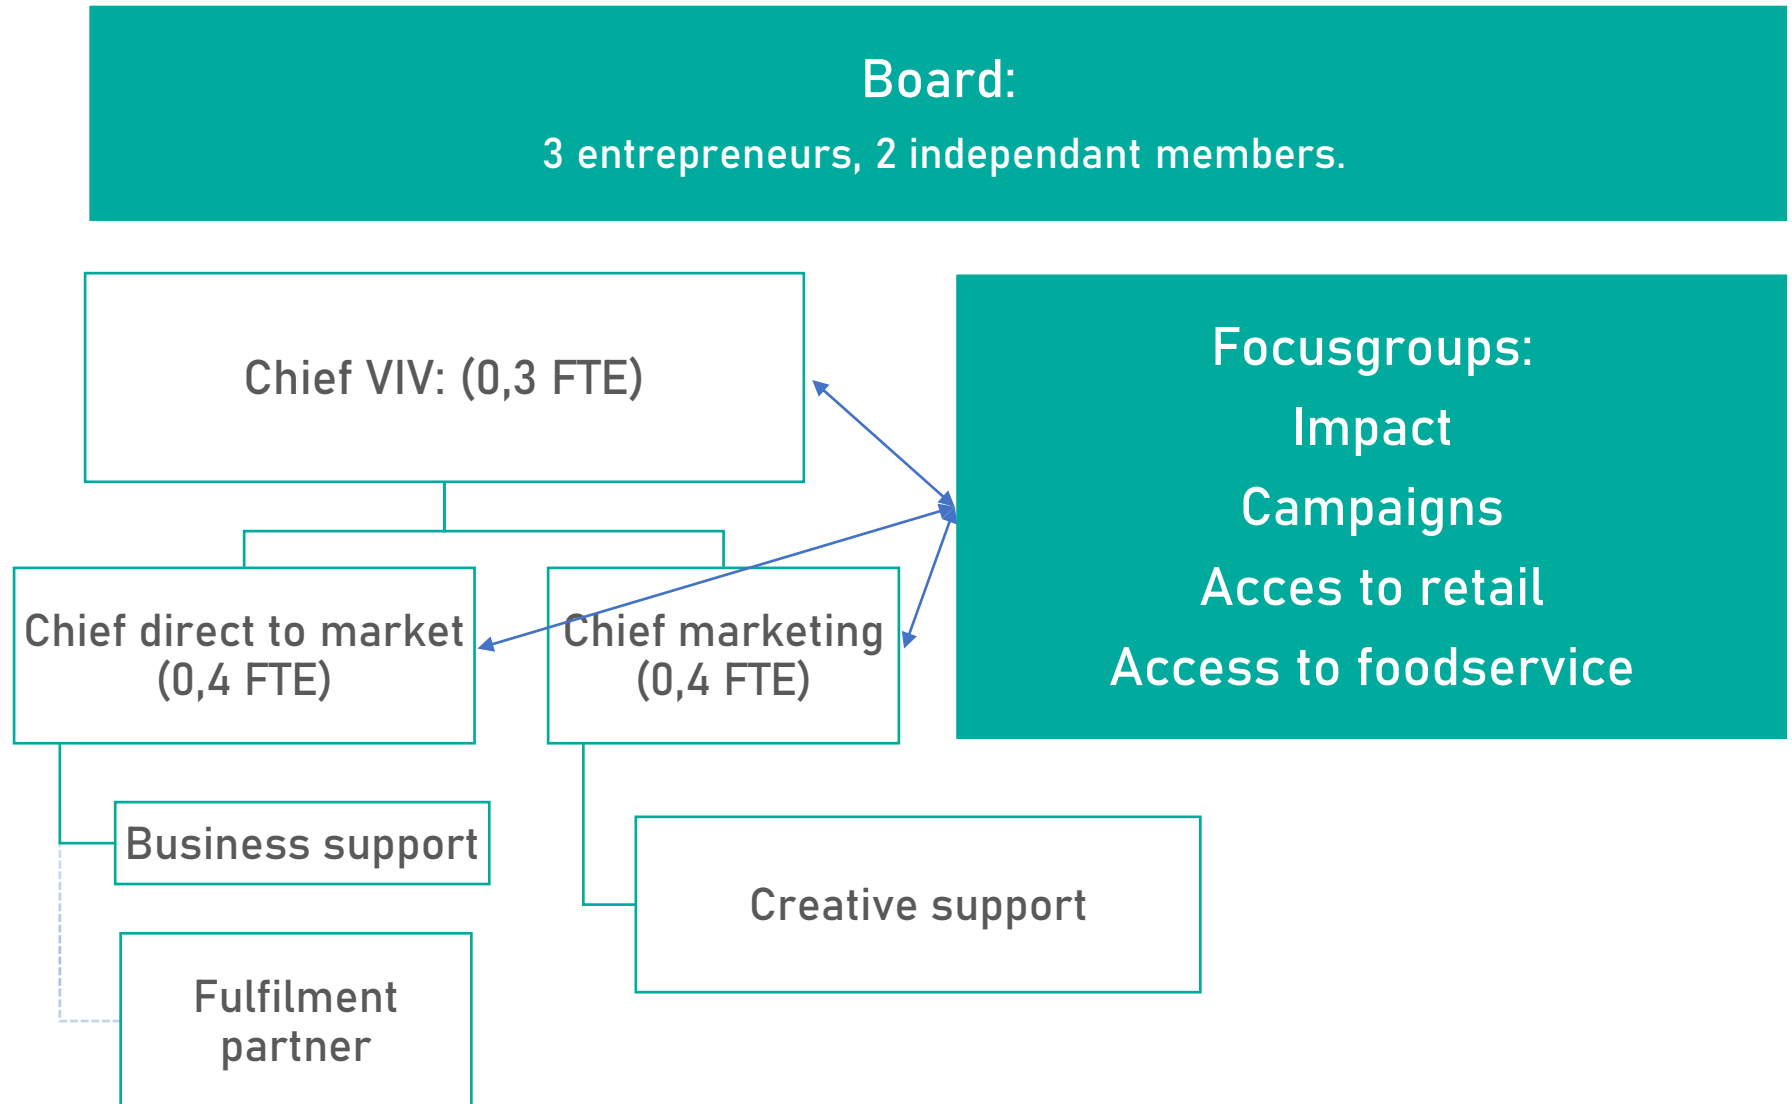 Board:
3 entrepreneurs, 2 independant members.
Chief VIV: (0,3 FTE)
Focusgroups:
Impact
Campaigns
Acces to retail
Access to foodservice
Chief direct to market
(0,4 FTE)
Chief marketing
(0,4 FTE)
Business support
Creative support
Fulfilment
partner